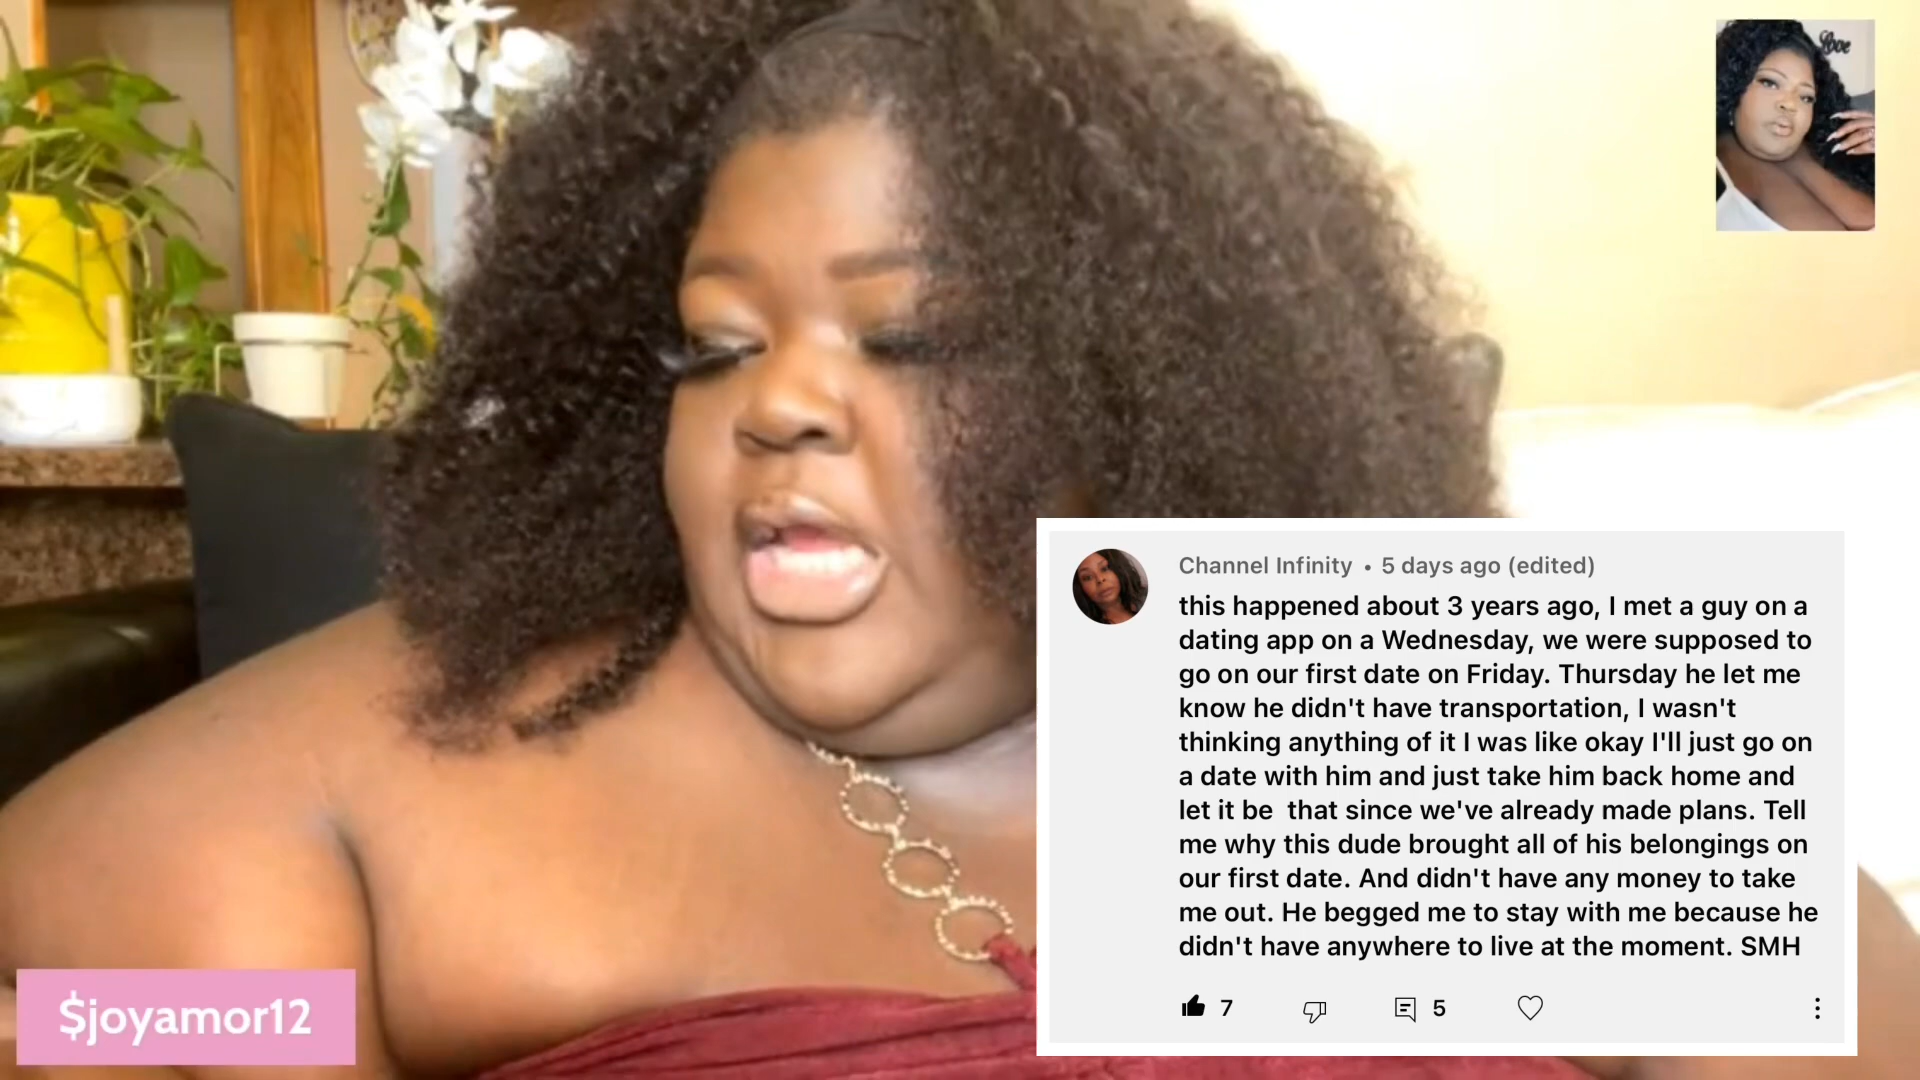 Love
Channel Infinity • 5 days ago (edited)
this happened about 3 years ago, I met a guy on a
dating app on a Wednesday, we were supposed to
go on our first date on Friday. Thursday he let me
know he didn't have transportation, I wasn't
thinking anything of it I was like okay I'll just go on
a date with him and just take him back home and
let it be  that since we've already made plans. Tell
me why this dude brought all of his belongings on
our first date. And didn't have any money to take
me out. He begged me to stay with me because he
didn't have anywhere to live at the moment. SMH
7
5
$joyamor12